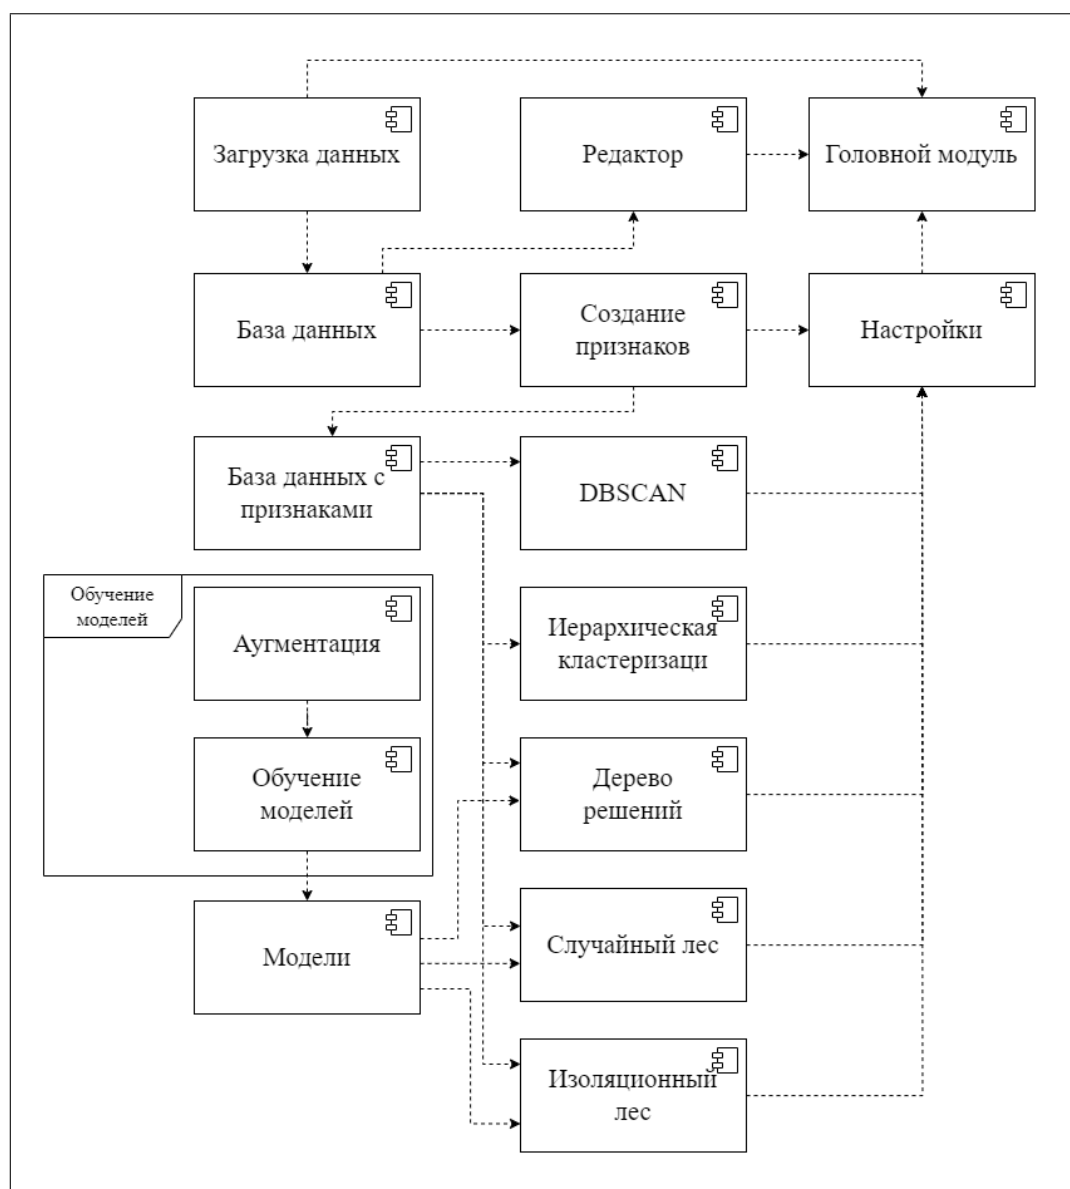 Загрузка данных
Редактор
Головной модуль
База данных
Создание
признаков
Настройки
База данных с
признаками
DBSCAN
Обучение
моделей
Аугментация
Иерархическая
кластеризаци
Обучение
моделей
Дерево
решений
Модели
Случайный лес
Изоляционный
лес